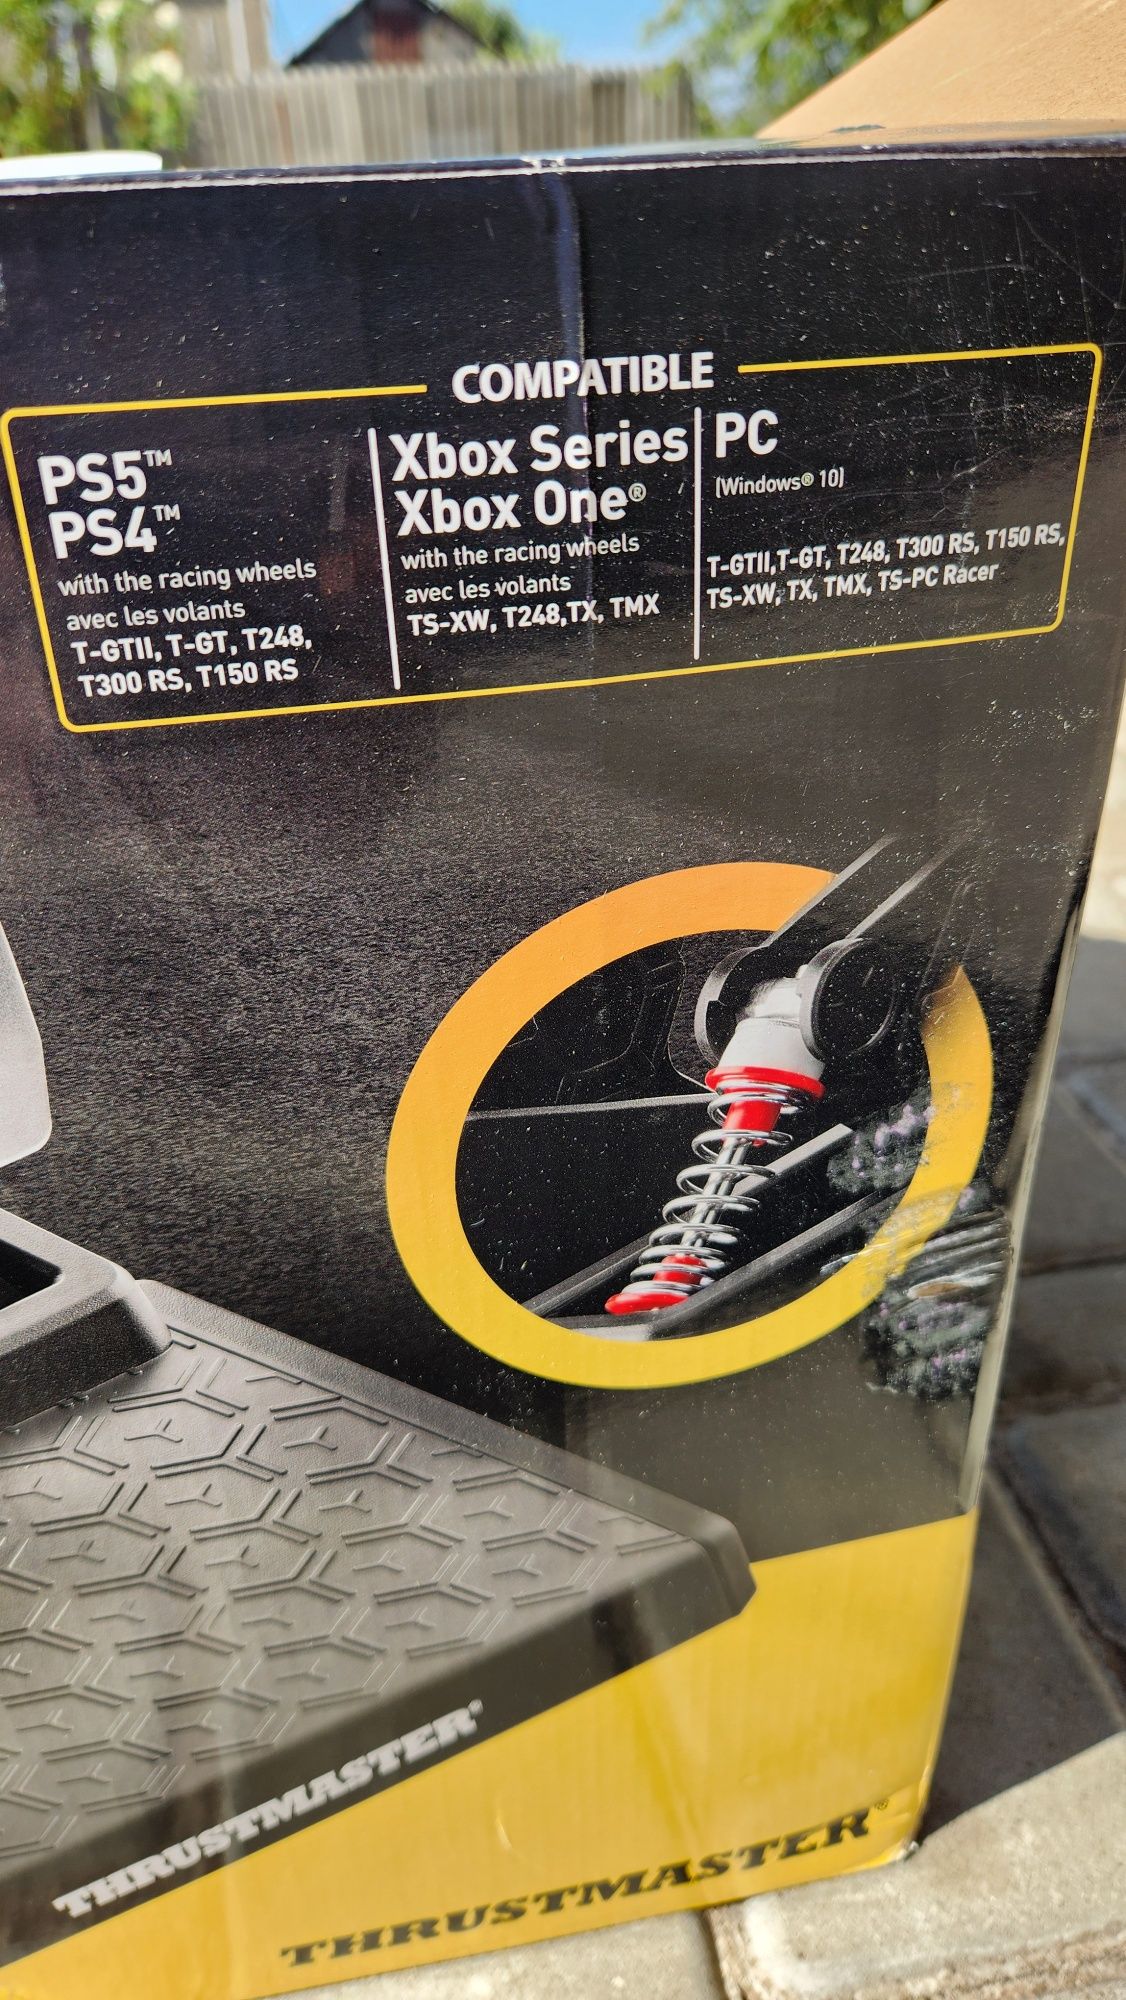 COMPATIBLE
PS5™
PS4™
with the racing wheels
avec les volants
T-GTII, T-GT, T248,
T300 RS, T150 RS
Xbox Series
Xbox One®
with the racing wheels
avec les volants
TS-XW, T248,TX, TMX
PC
(Windows® 10)
T-GTII,T-GT, T248, T300 RS, T150 RS,
TS-XW, TX, TMX, TS-PC Racer
THRUSTMASTER®
THRUSTMASTER®